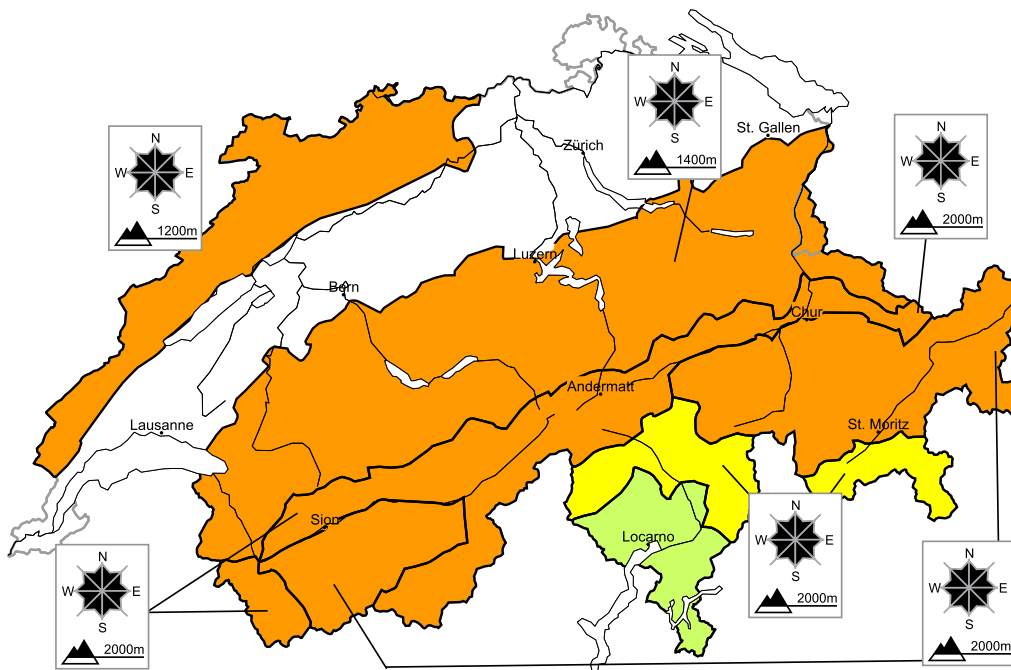 N
W E
S
1200m
N
W E
S
1400m
N
W E
S
2000m
St. Gallen
Zürich
Luzern
Bern
Chur
Andermatt
Lausanne
St. Moritz
Sion
Locarno
N
W E
S
2000m
N
W E
S
2000m
N
W E
S
2000m